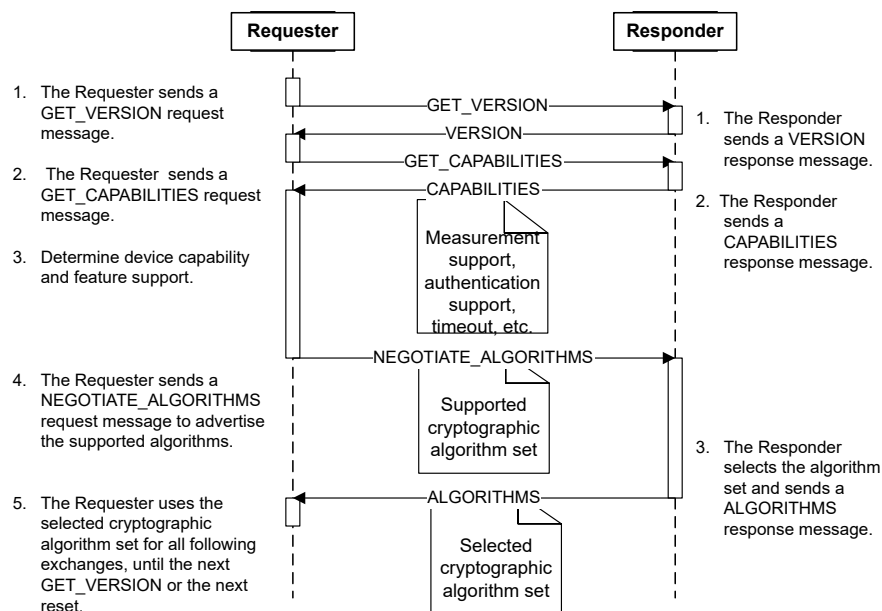 Requester
Responder
1. The Requester sends a
GET_VERSION request
message.
GET_VERSION
1. The Responder
sends a VERSION
response message.
VERSION
2. The Requester sends a
GET_CAPABILITIES request
message.
GET_CAPABILITIES
CAPABILITIES
2. The Responder
sends a
CAPABILITIES
response message.
3. Determine device capability
and feature support.
Measurement
support,
authentication
support,
timeout, etc.
NEGOTIATE_ALGORITHMS
4. The Requester sends a
NEGOTIATE_ALGORITHMS
request message to advertise
the supported algorithms.
Supported
cryptographic
algorithm set
3. The Responder
selects the algorithm
set and sends a
ALGORITHMS
response message.
ALGORITHMS
5. The Requester uses the
selected cryptographic
algorithm set for all following
exchanges, until the next
GET_VERSION or the next
reset.
Selected
cryptographic
algorithm set